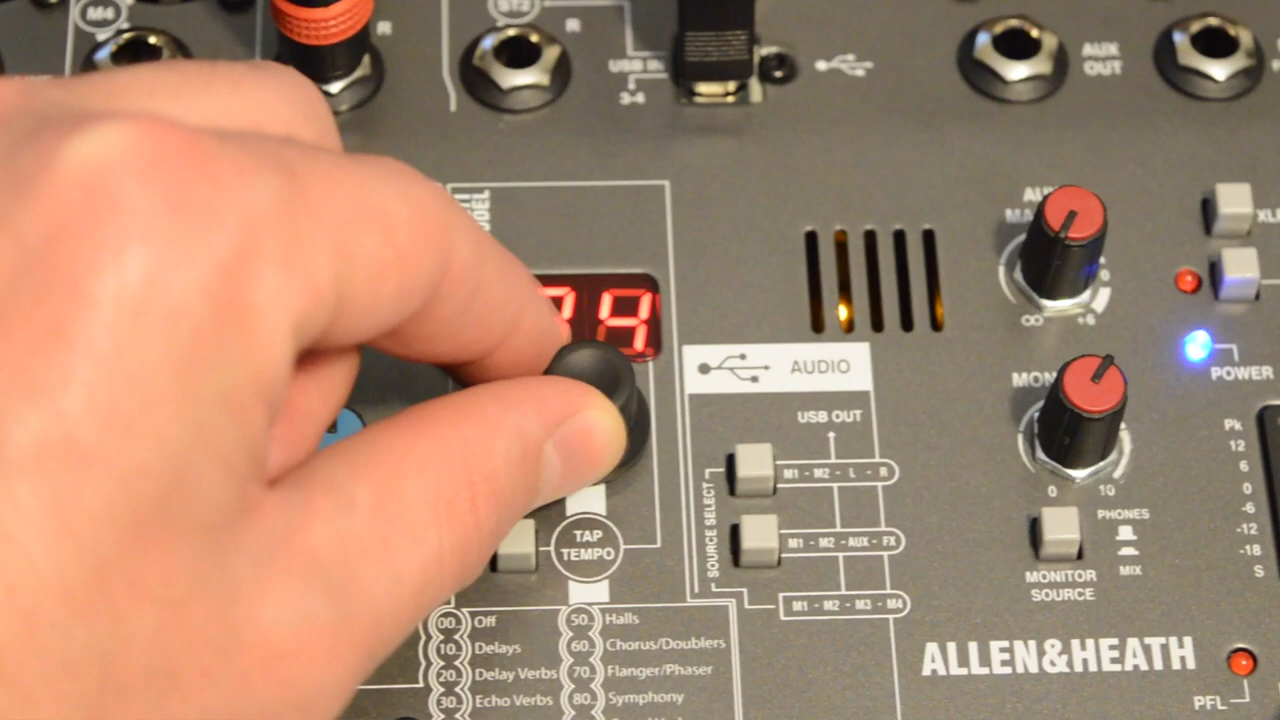 M4
R
ST2
R
USB IN
3-4
AUX
OUT
+6
POWER
AUDIO
USB OUT
M1 - M2 - L - R
SOURCE SELECT
M1 - M2 - AUX - FX
M1 - M2 - M3 - M4
0 10
PHONES
MIX
MONITOR
SOURCE
Pk
12
6
0
-6
-12
-18
S
TAP
TEMPO
00.. Off
10.. Delays
20.. Delay Verbs
30.. Echo Verbs
50.. Halls
60.. Chorus/Doublers
70.. Flanger/Phaser
80.. Symphony
ALLEN&HEATH
PFL